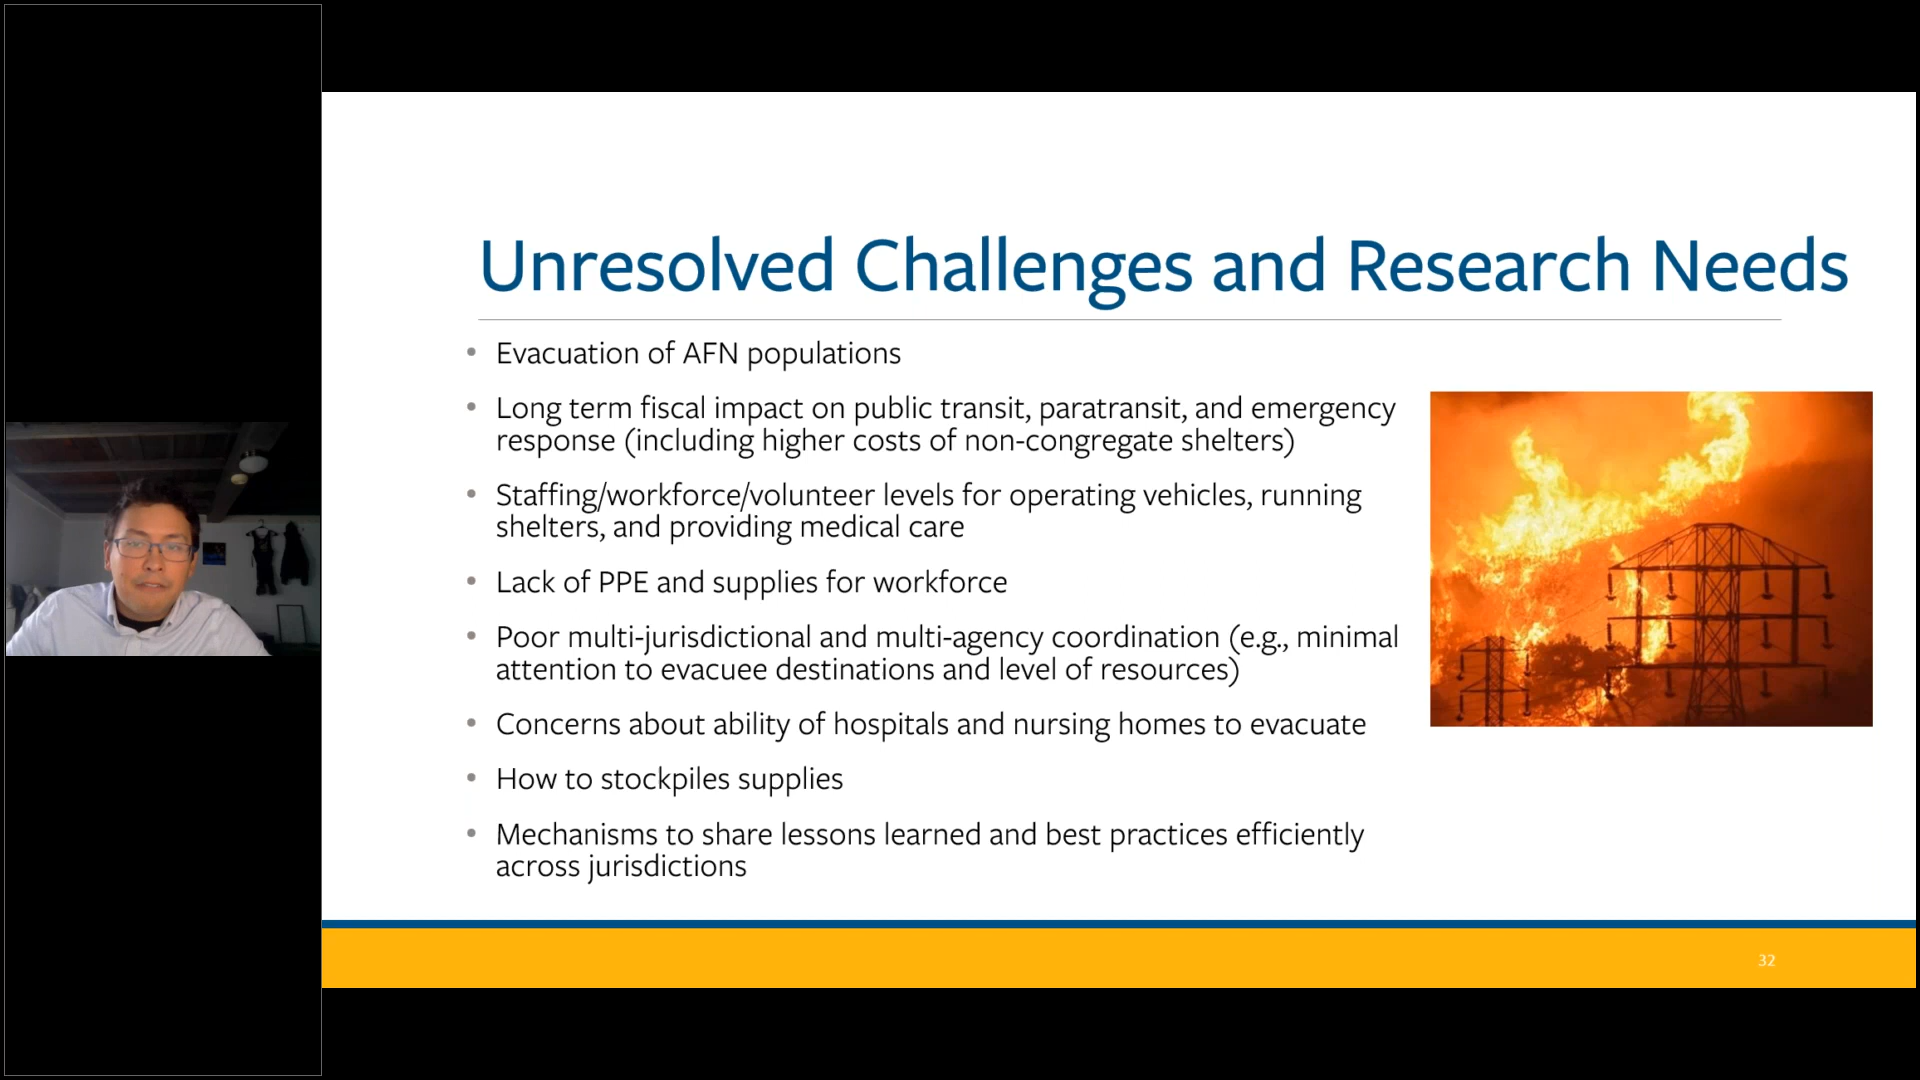 Unresolved Challenges and Research Needs
• Evacuation of AFN populations
• Long term fiscal impact on public transit, paratransit, and emergency
response (including higher costs of non-congregate shelters)
• Staffing/workforce/volunteer levels for operating vehicles, running
shelters, and providing medical care
• Lack of PPE and supplies for workforce
• Poor multi-jurisdictional and multi-agency coordination (e.g., minimal
attention to evacuee destinations and level of resources)
• Concerns about ability of hospitals and nursing homes to evacuate
• How to stockpiles supplies
• Mechanisms to share lessons learned and best practices efficiently
across jurisdictions
32